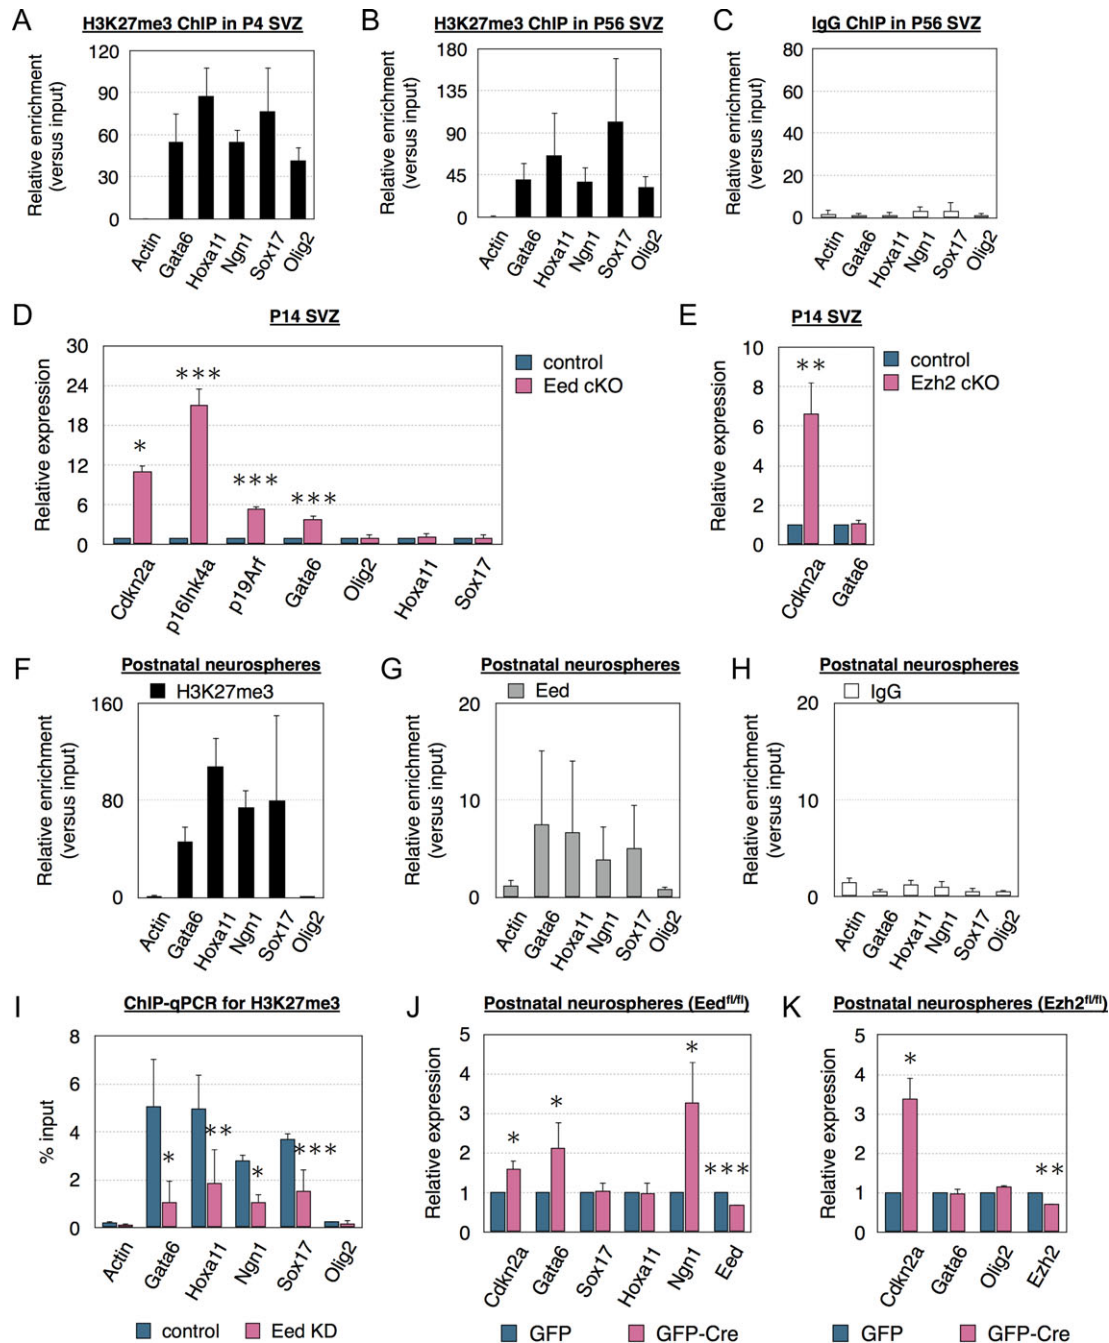 A
H3K27me3 ChIP in P4 SVZ
Relative enrichment
(versus input)
120
90
60
30
0
Actin
Gata6
Hoxa11
Ngn1
Sox17
Olig2
B
H3K27me3 ChIP in P56 SVZ
Relative enrichment
(versus input)
180
135
90
45
0
Actin
Gata6
Hoxa11
Ngn1
Sox17
Olig2
C
IgG ChIP in P56 SVZ
Relative enrichment
(versus input)
80
60
40
20
0
Actin
Gata6
Hoxa11
Ngn1
Sox17
Olig2
D
P14 SVZ
Relative expression
30
24
18
12
6
0
*
***
***
***
Cdkn2a
p16Ink4a
p19Arf
Gata6
Olig2
Hoxa11
Sox17
control
Eed cKO
E
P14 SVZ
Relative expression
10
8
6
4
2
0
**
Cdkn2a
Gata6
control
Ezh2 cKO
F
Postnatal neurospheres
H3K27me3
Relative enrichment
(versus input)
160
80
0
Actin
Gata6
Hoxa11
Ngn1
Sox17
Olig2
G
Postnatal neurospheres
Eed
Relative enrichment
(versus input)
20
10
0
Actin
Gata6
Hoxa11
Ngn1
Sox17
Olig2
H
Postnatal neurospheres
IgG
Relative enrichment
(versus input)
20
10
0
Actin
Gata6
Hoxa11
Ngn1
Sox17
Olig2
I
ChIP-qPCR for H3K27me3
% input
8
6
4
2
0
*
**
*
***
Actin
Gata6
Hoxa11
Ngn1
Sox17
Olig2
control
Eed KD
J
Postnatal neurospheres (Eedfl/fl)
Relative expression
5
4
3
2
1
0
*
*
*
***
Cdkn2a
Gata6
Sox17
Hoxa11
Ngn1
Eed
GFP
GFP-Cre
K
Postnatal neurospheres (Ezh2fl/fl)
Relative expression
5
4
3
2
1
0
*
**
Cdkn2a
Gata6
Olig2
Ezh2
GFP
GFP-Cre